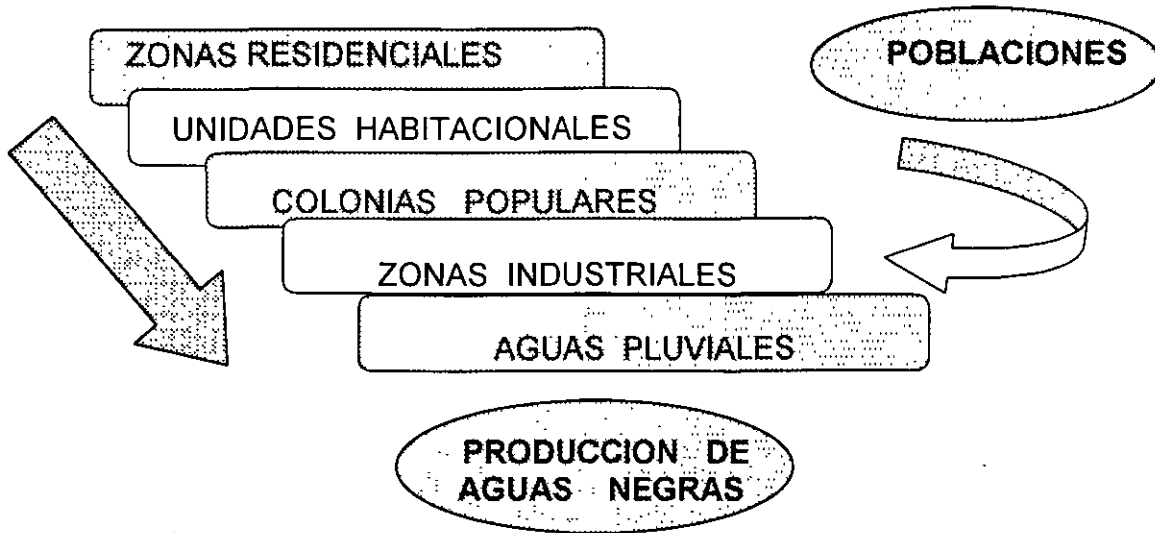 ZONAS RESIDENCIALES
POBLACIONES
UNIDADES HABITACIONALES
COLONIAS POPULARES
ZONAS INDUSTRIALES
AGUAS PLUVIALES
PRODUCCION DE
AGUAS NEGRAS